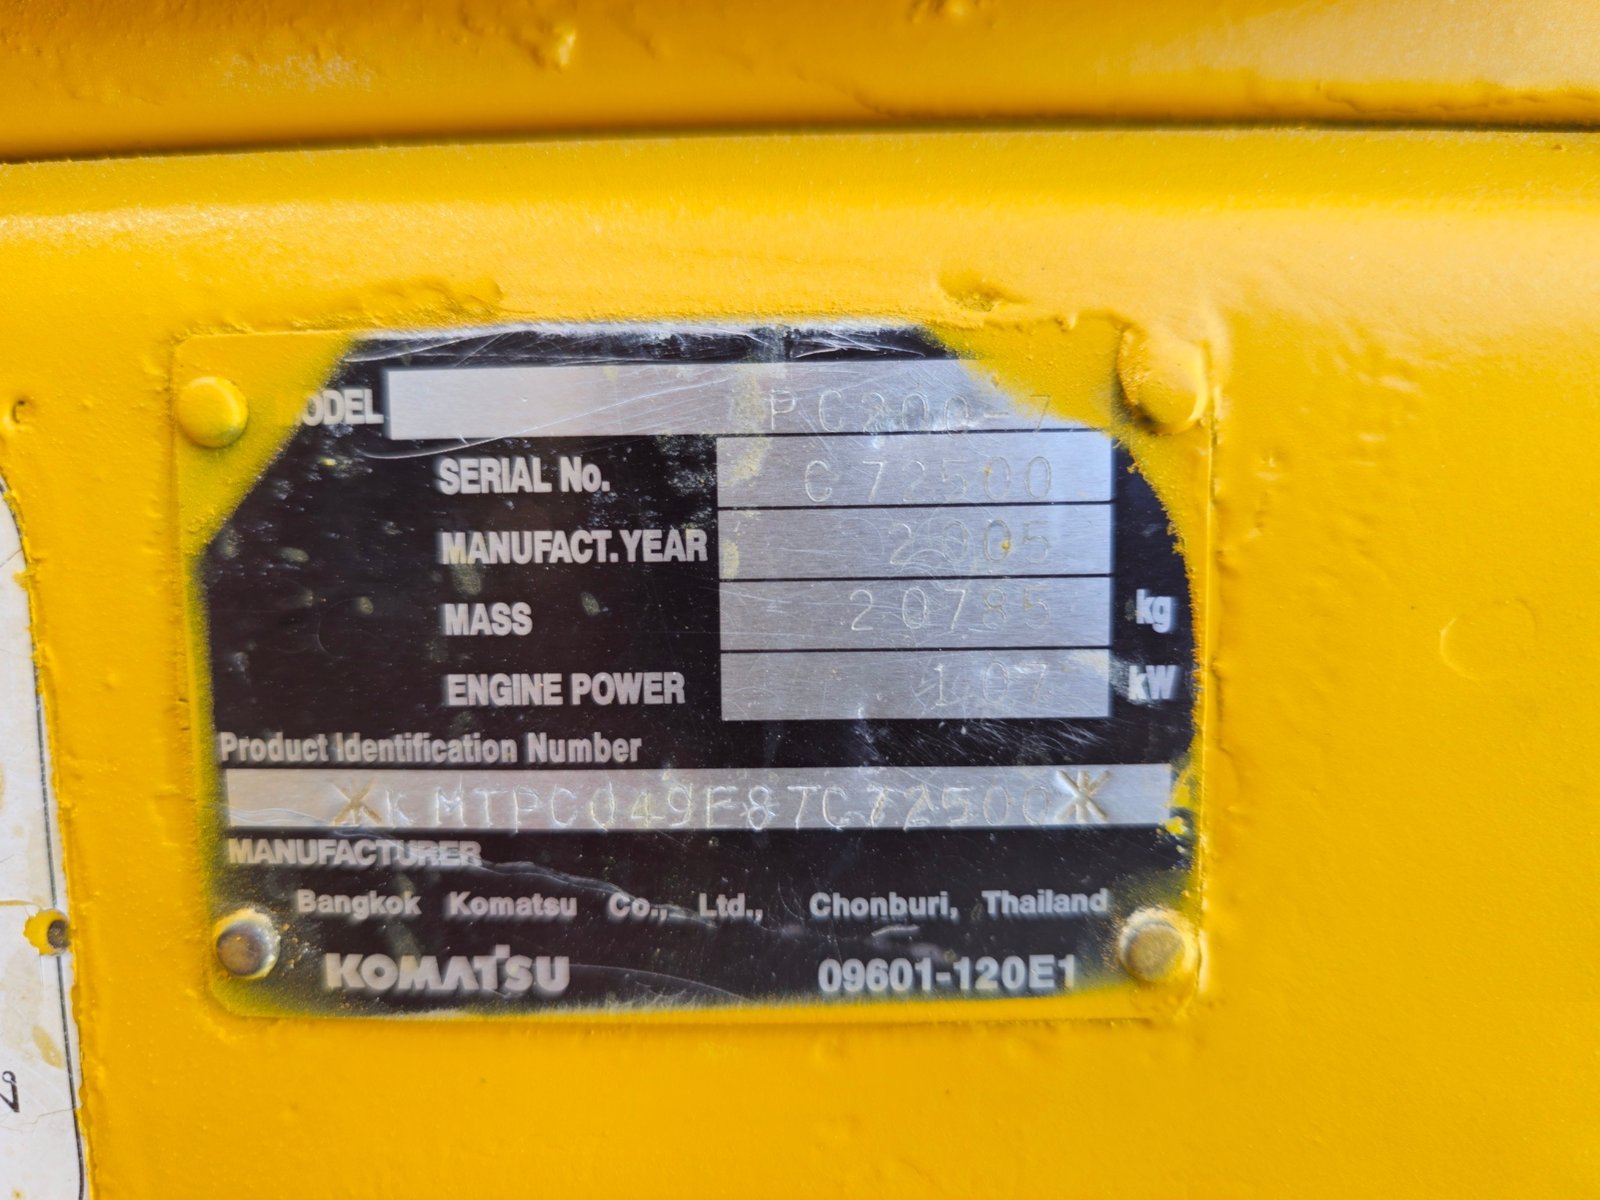 MODEL PC200-7
SERIAL No. C72500
MANUFACT. YEAR 2005
MASS 20785 kg
ENGINE POWER 107 kW
Product Identification Number
*KMTPC049E87C72500*
MANUFACTURER
Bangkok Komatsu Co., Ltd., Chonburi, Thailand
KOMATSU 09601-120E1